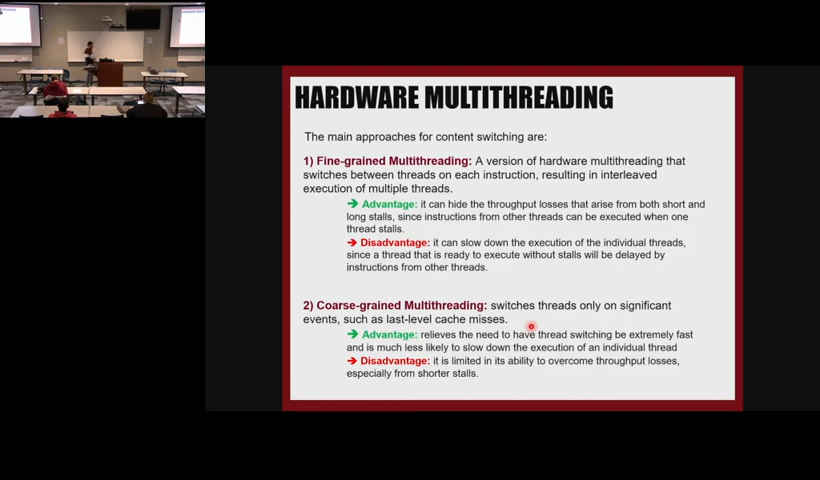 HARDWARE MULTITHREADING
The main approaches for content switching are:
1) Fine-grained Multithreading: A version of hardware multithreading that
switches between threads on each instruction, resulting in interleaved
execution of multiple threads.
➔ Advantage: it can hide the throughput losses that arise from both short and
long stalls, since instructions from other threads can be executed when one
thread stalls.
➔ Disadvantage: it can slow down the execution of the individual threads,
since a thread that is ready to execute without stalls will be delayed by
instructions from other threads.
2) Coarse-grained Multithreading: switches threads only on significant
events, such as last-level cache misses.
➔ Advantage: relieves the need to have thread switching be extremely fast
and is much less likely to slow down the execution of an individual thread
➔ Disadvantage: it is limited in its ability to overcome throughput losses,
especially from shorter stalls.